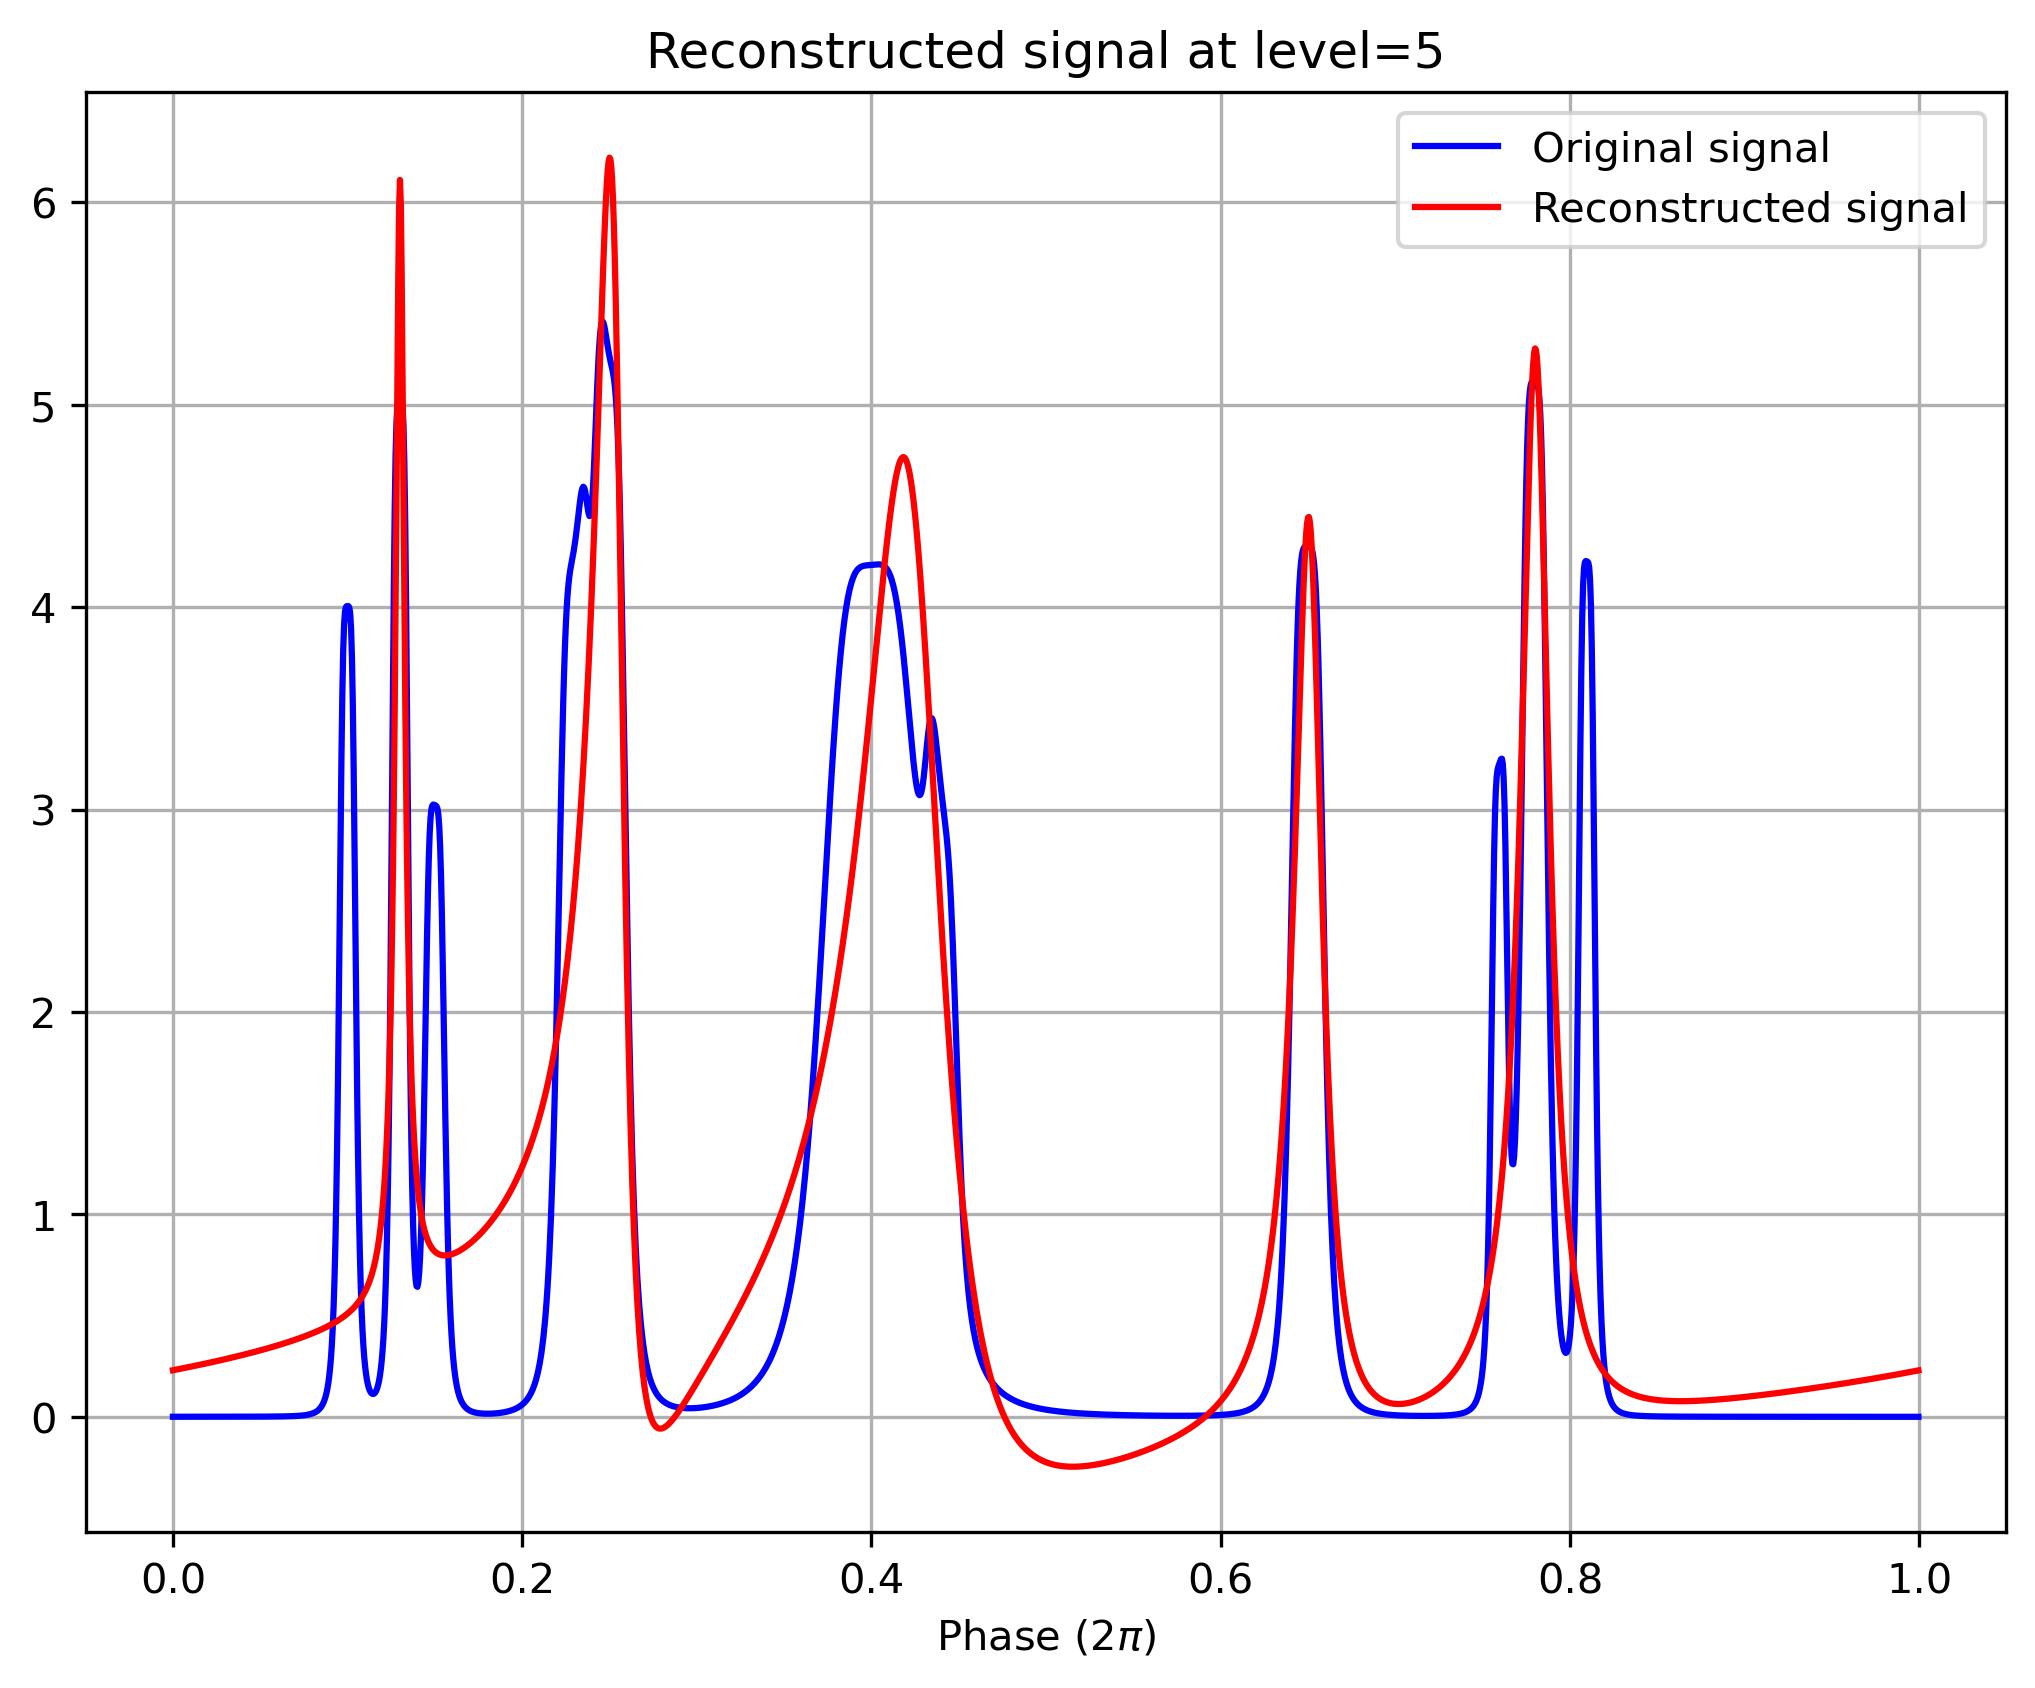 Reconstructed signal at level=5
Original signal
Reconstructed signal
6
5
4
3
2
1
0
0.0 0.2 0.4 0.6 0.8 1.0
Phase (2π)